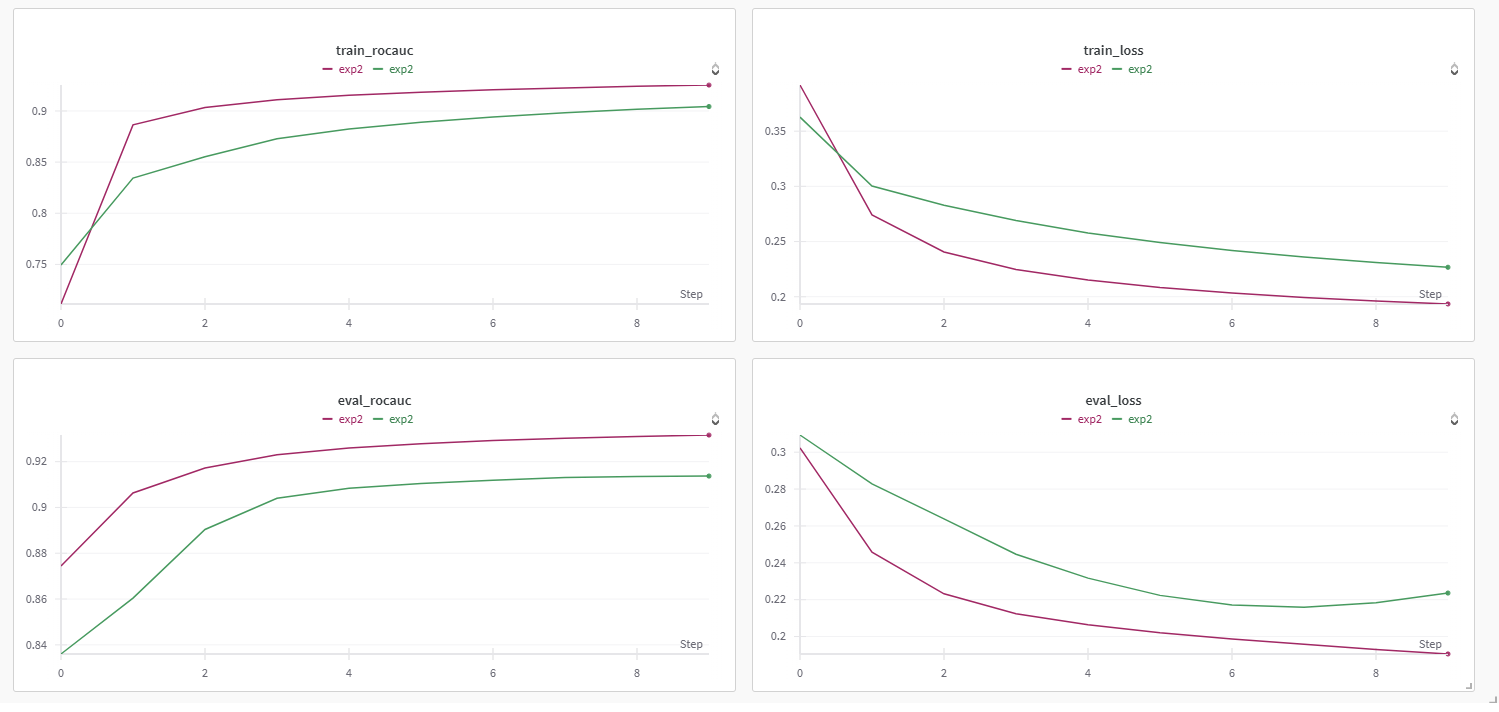 train_rocauc
exp2 exp2
0.9
0.85
0.8
0.75
Step
0 2 4 6 8
train_loss
exp2 exp2
0.35
0.3
0.25
0.2
Step
0 2 4 6 8
eval_rocauc
exp2 exp2
0.92
0.9
0.88
0.86
0.84
Step
0 2 4 6 8
eval_loss
exp2 exp2
0.3
0.28
0.26
0.24
0.22
0.2
Step
0 2 4 6 8